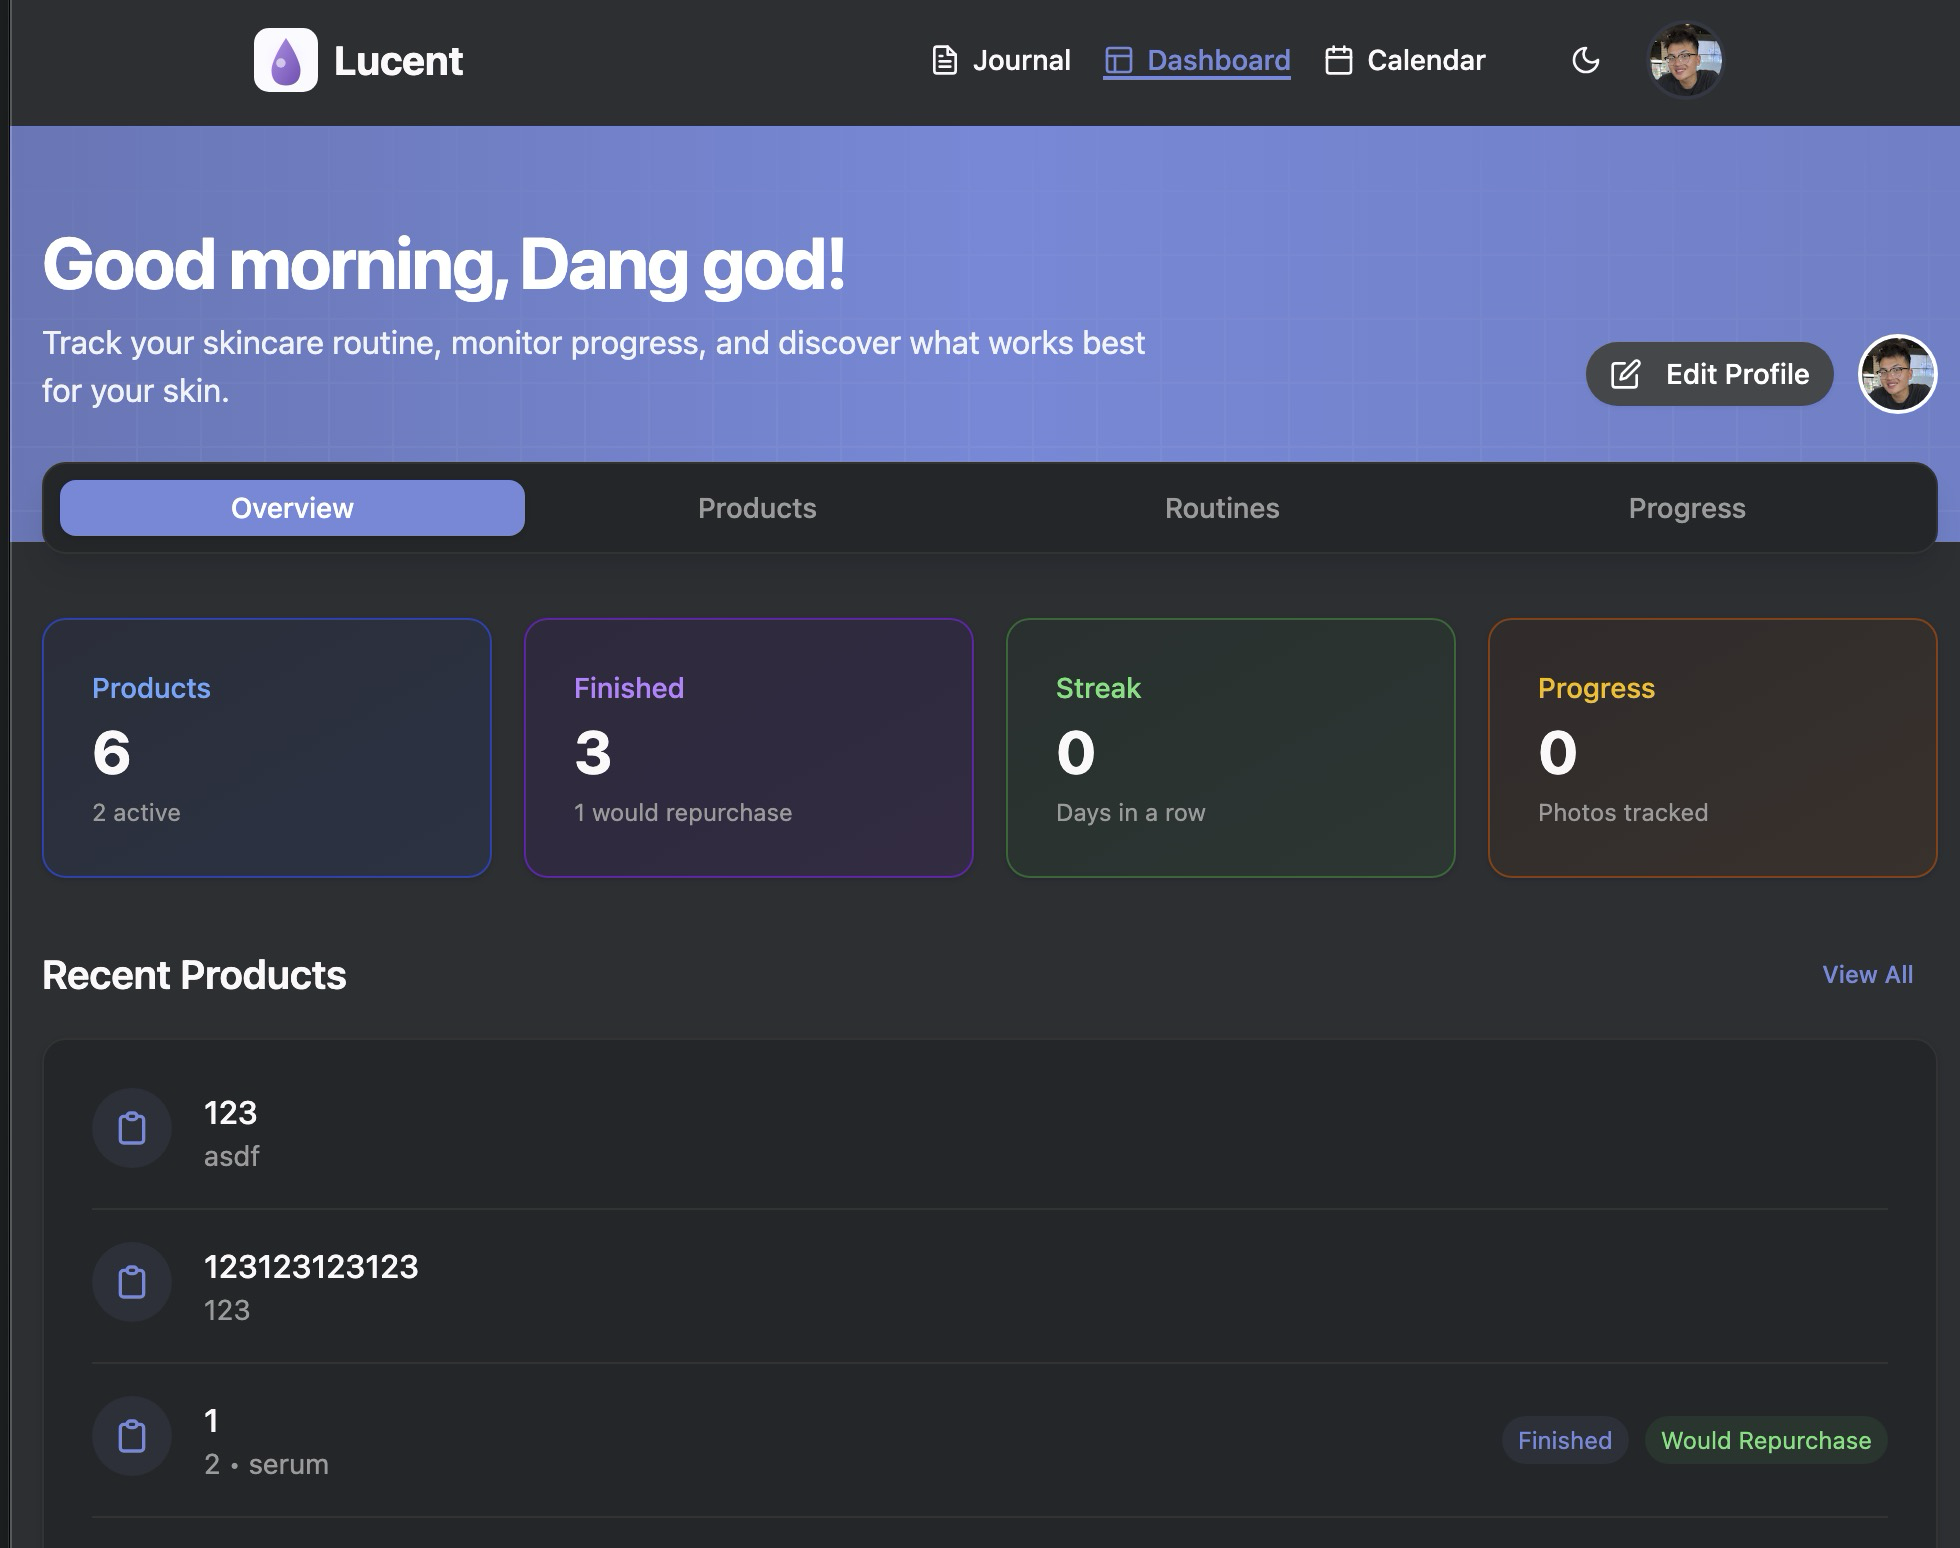 Lucent
Journal
Dashboard
Calendar
Good morning, Dang god!
Track your skincare routine, monitor progress, and discover what works best
for your skin.
Edit Profile
Overview
Products
Routines
Progress
Products
6
2 active
Finished
3
1 would repurchase
Streak
0
Days in a row
Progress
0
Photos tracked
Recent Products
View All
123
asdf
123123123123
123
1
2 • serum
Finished
Would Repurchase